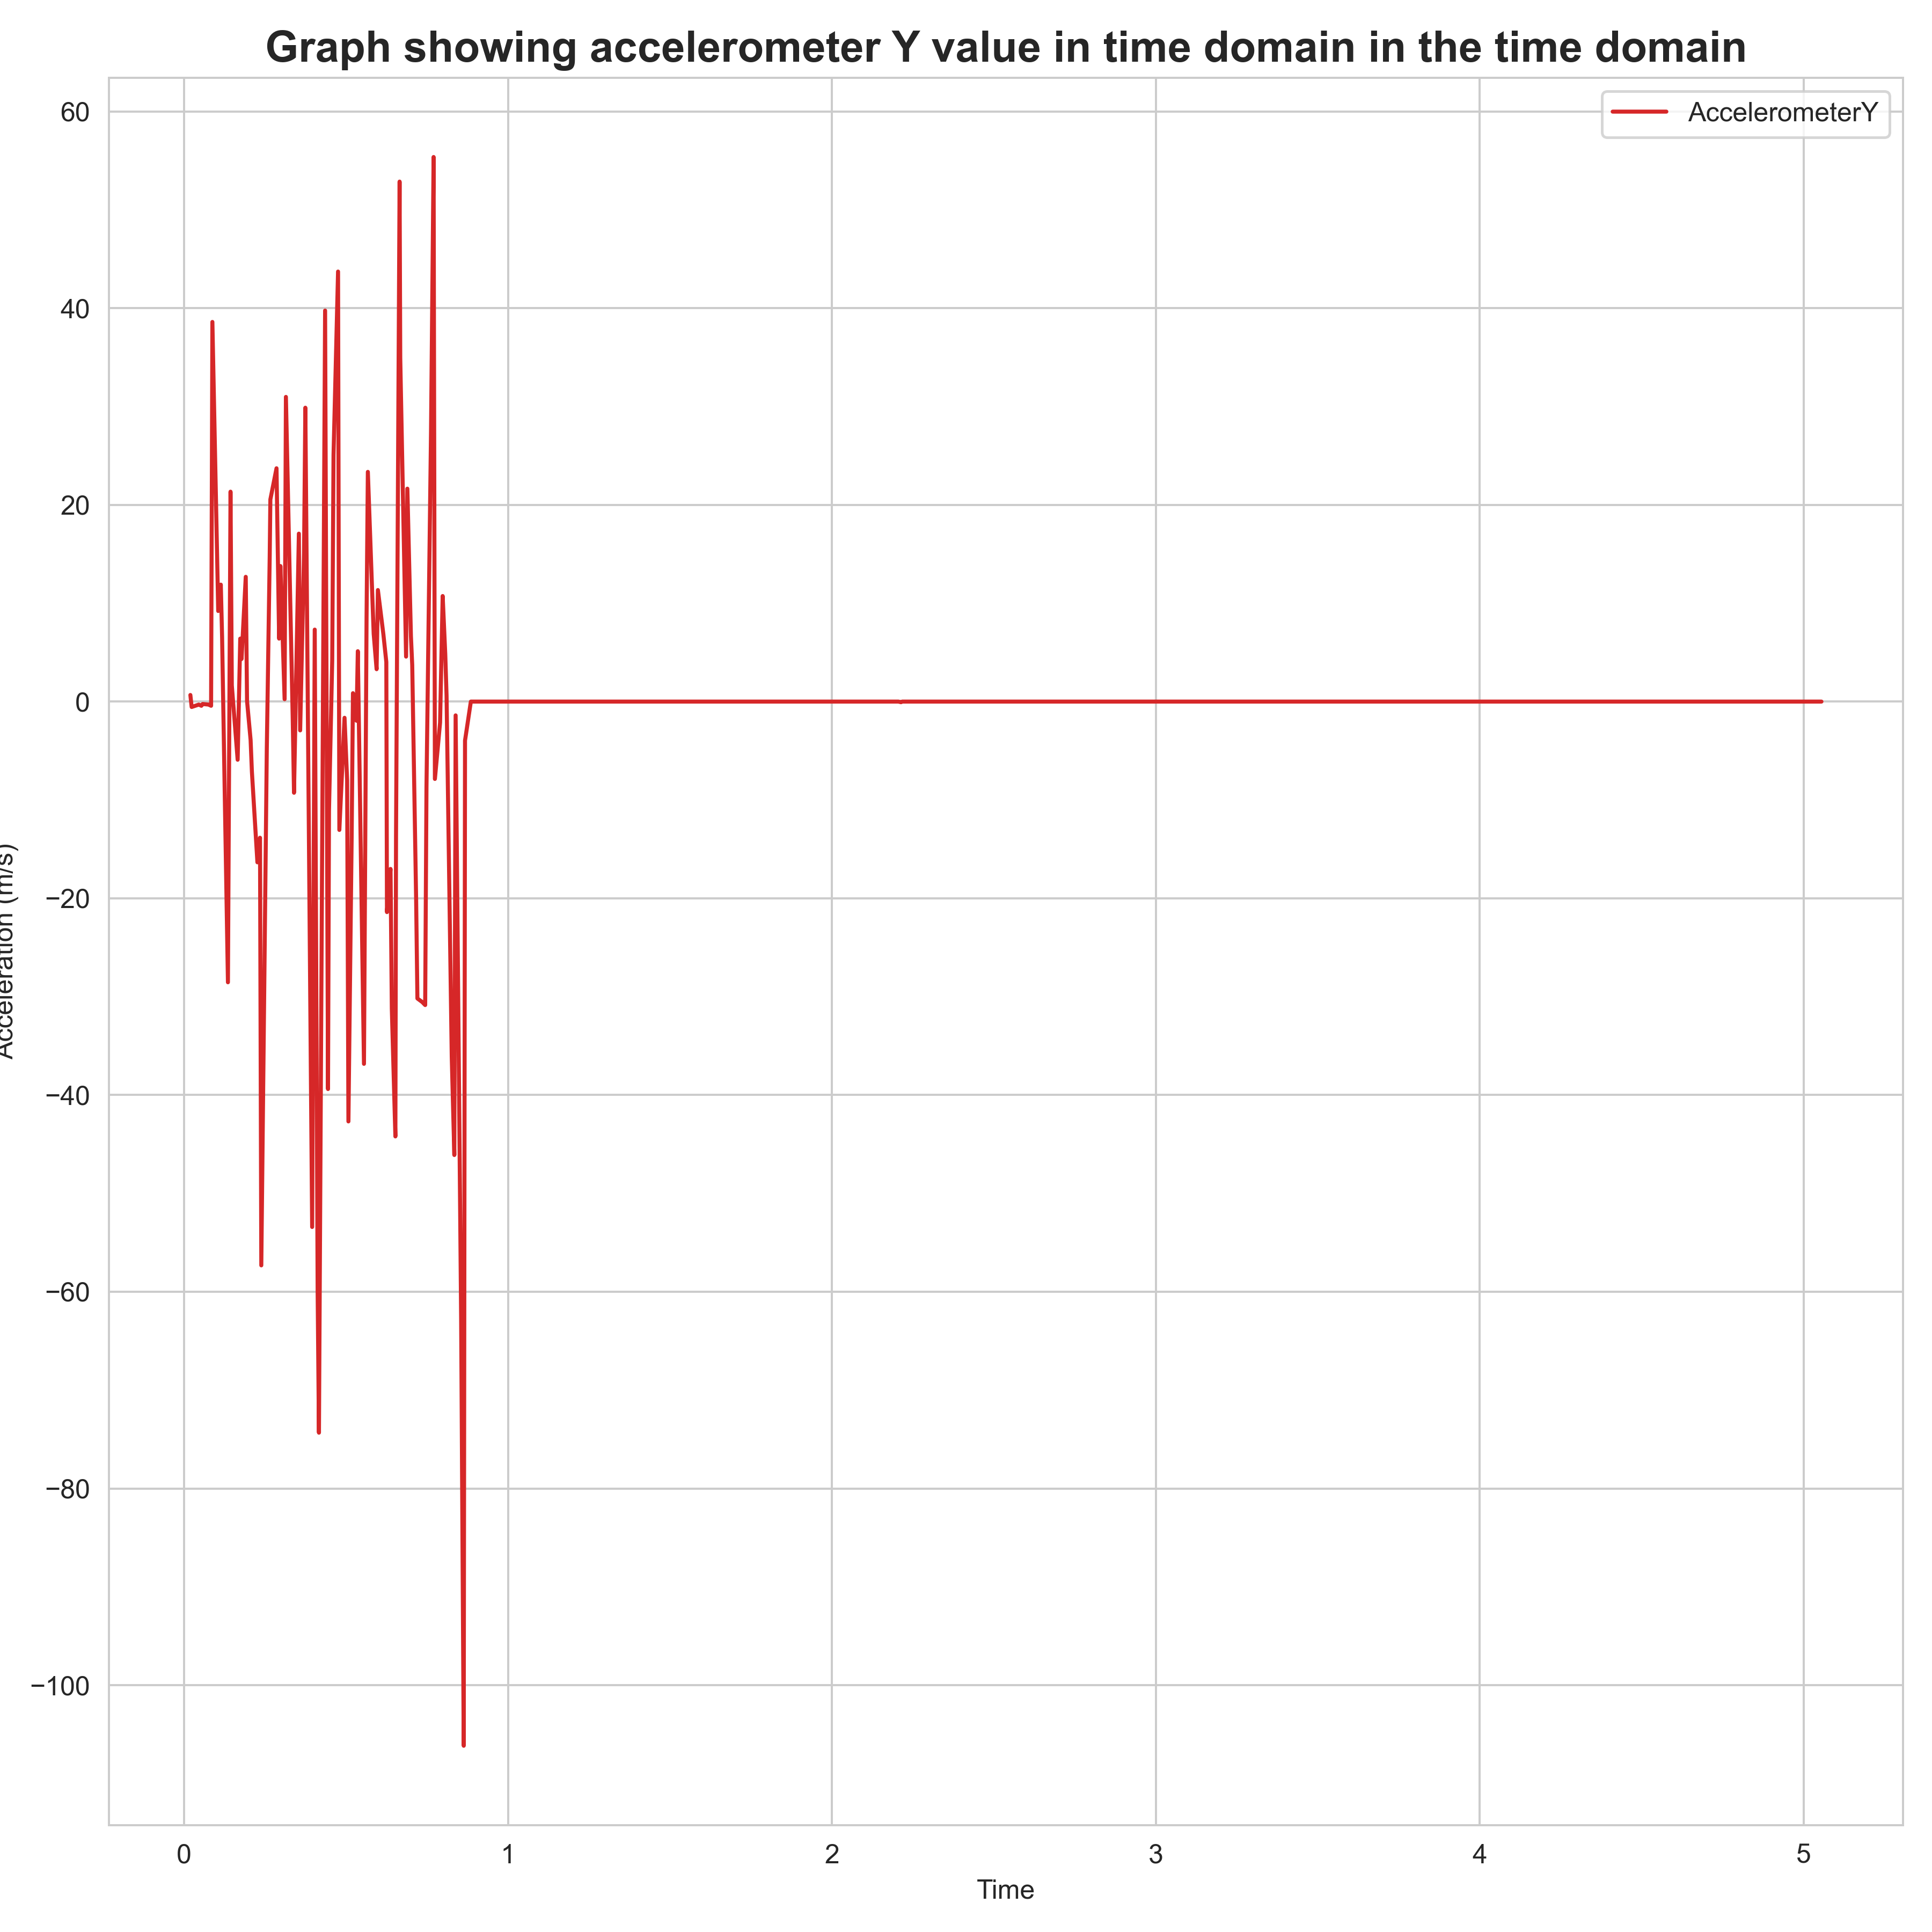 Graph showing accelerometer Y value in time domain in the time domain
AccelerometerY
60
40
20
0
−20
−40
−60
−80
−100
Acceleration (m/s)
0 1 2 3 4 5
Time